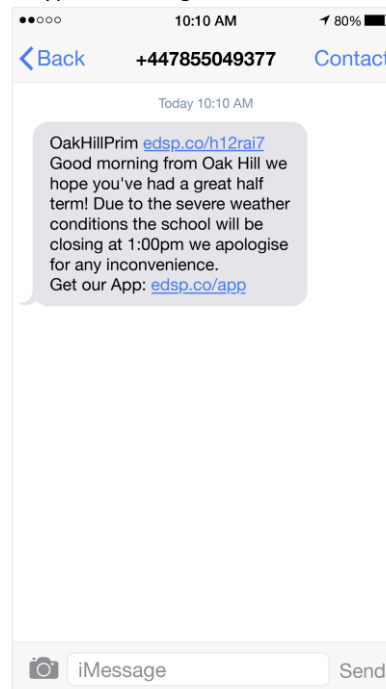 10:10 AM
80%
Back
+447855049377
Contact
Today 10:10 AM
OakHillPrim edsp.co/h12rai7
Good morning from Oak Hill we
hope you've had a great half
term! Due to the severe weather
conditions the school will be
closing at 1:00pm we apologise
for any inconvenience.
Get our App: edsp.co/app
iMessage
Send